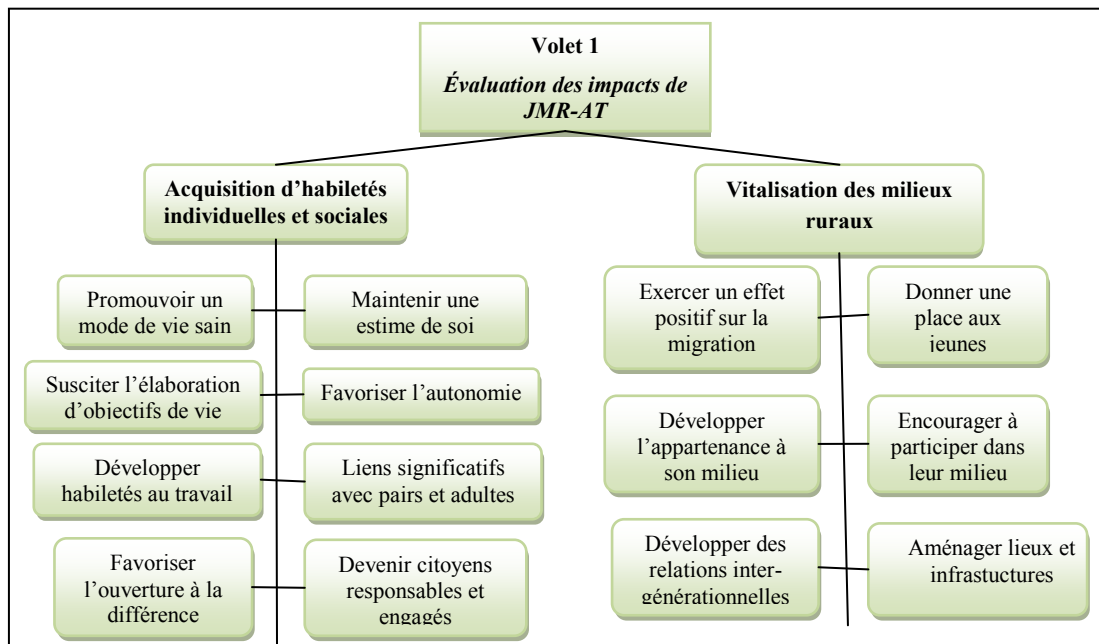 Volet 1
Évaluation des impacts de
JMR-AT
Acquisition d’habiletés
individuelles et sociales
Vitalisation des milieux
ruraux
Promouvoir un
mode de vie sain
Maintenir une
estime de soi
Susciter l’élaboration
d’objectifs de vie
Favoriser l’autonomie
Développer
habiletés au travail
Liens significatifs
avec pairs et adultes
Favoriser
l’ouverture à la
différence
Devenir citoyens
responsables et
engagés
Exercer un effet
positif sur la
migration
Donner une
place aux
jeunes
Développer
l’appartenance à
son milieu
Encourager à
participer dans
leur milieu
Développer des
relations inter-
générationnelles
Aménager lieux et
infrastuctures